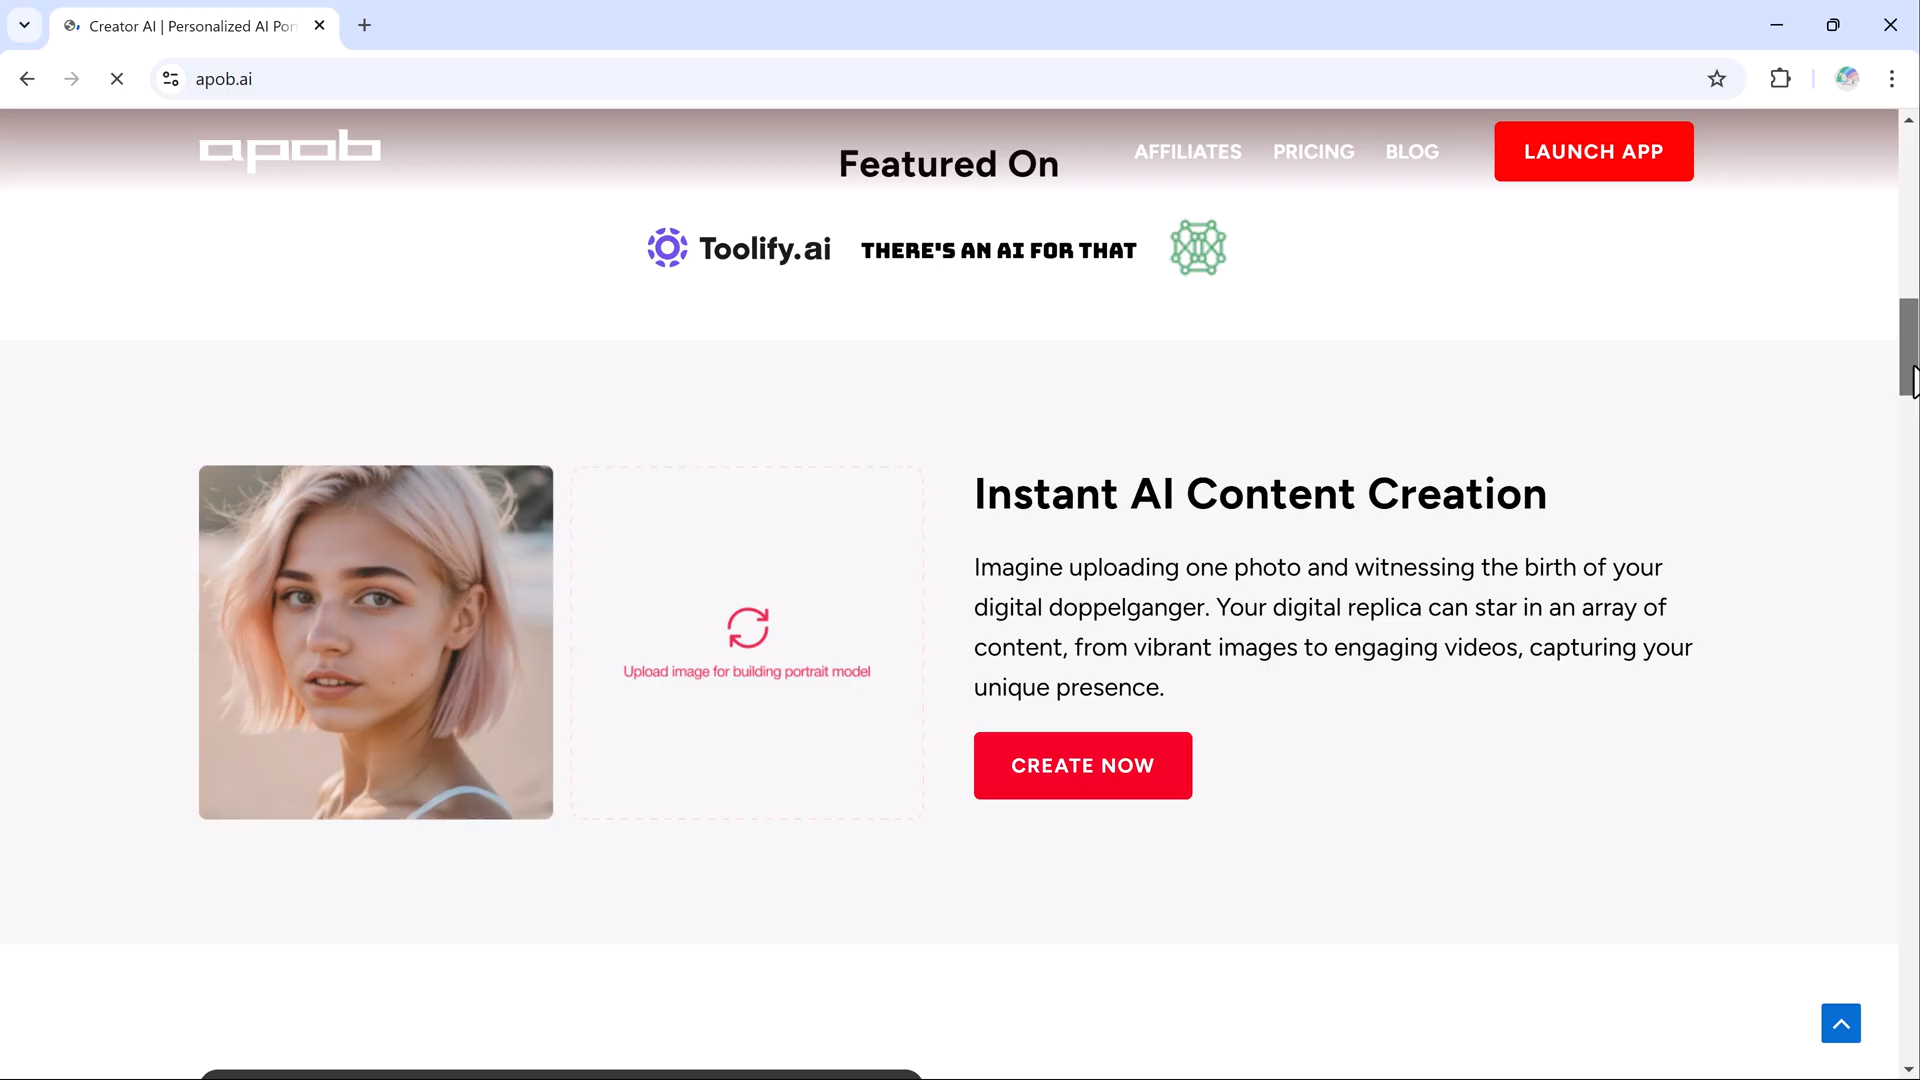 Creator AI | Personalized AI Por
apob.ai
apob
Featured On
AFFILIATES
PRICING
BLOG
LAUNCH APP
Toolify.ai
THERE'S AN AI FOR THAT
Instant AI Content Creation
Imagine uploading one photo and witnessing the birth of your
digital doppelganger. Your digital replica can star in an array of
content, from vibrant images to engaging videos, capturing your
unique presence.
Upload image for building portrait model
CREATE NOW